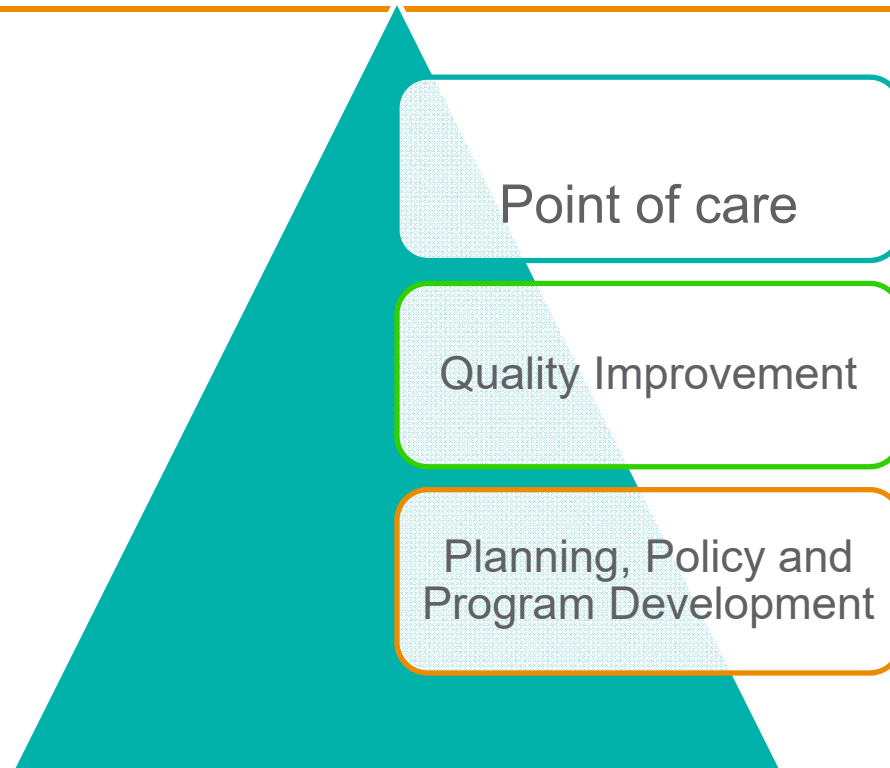 Point of care
Quality Improvement
Planning, Policy and
Program Development